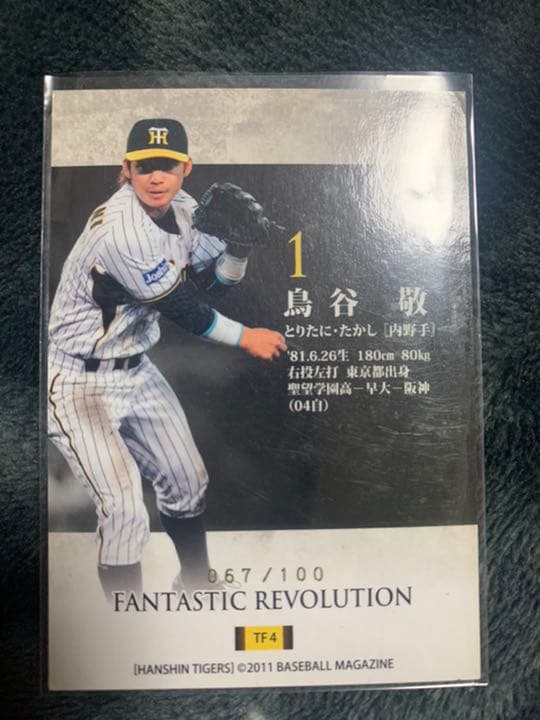 TH
Joshin
1
鳥谷 敬
とりたに・たかし [内野手]
'81.6.26生 180cm 80kg
右投左打 東京都出身
聖望学園高－早大－阪神
(04自)
067/100
FANTASTIC REVOLUTION
TF4
[HANSHIN TIGERS] ©2011 BASEBALL MAGAZINE